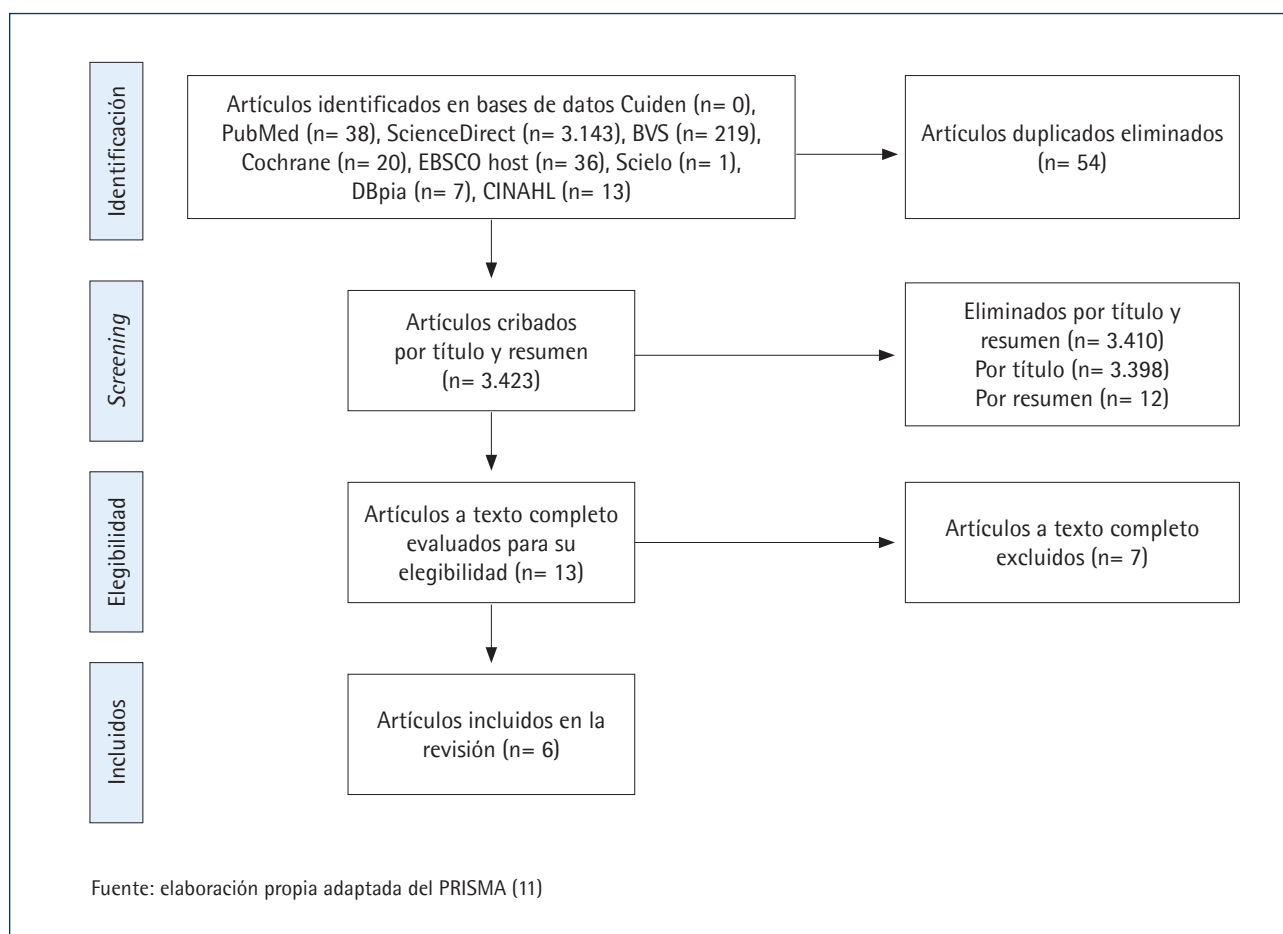 Identificación
Artículos identificados en bases de datos Cuiden (n= 0),
PubMed (n= 38), ScienceDirect (n= 3.143), BVS (n= 219),
Cochrane (n= 20), EBSCO host (n= 36), Scielo (n= 1),
DBpia (n= 7), CINAHL (n= 13)
Artículos duplicados eliminados
(n= 54)
Screening
Artículos cribados
por título y resumen
(n= 3.423)
Eliminados por título y
resumen (n= 3.410)
Por título (n= 3.398)
Por resumen (n= 12)
Elegibilidad
Artículos a texto completo
evaluados para su
elegibilidad (n= 13)
Artículos a texto completo
excluidos (n= 7)
Incluidos
Artículos incluidos en la
revisión (n= 6)
Fuente: elaboración propia adaptada del PRISMA (11)